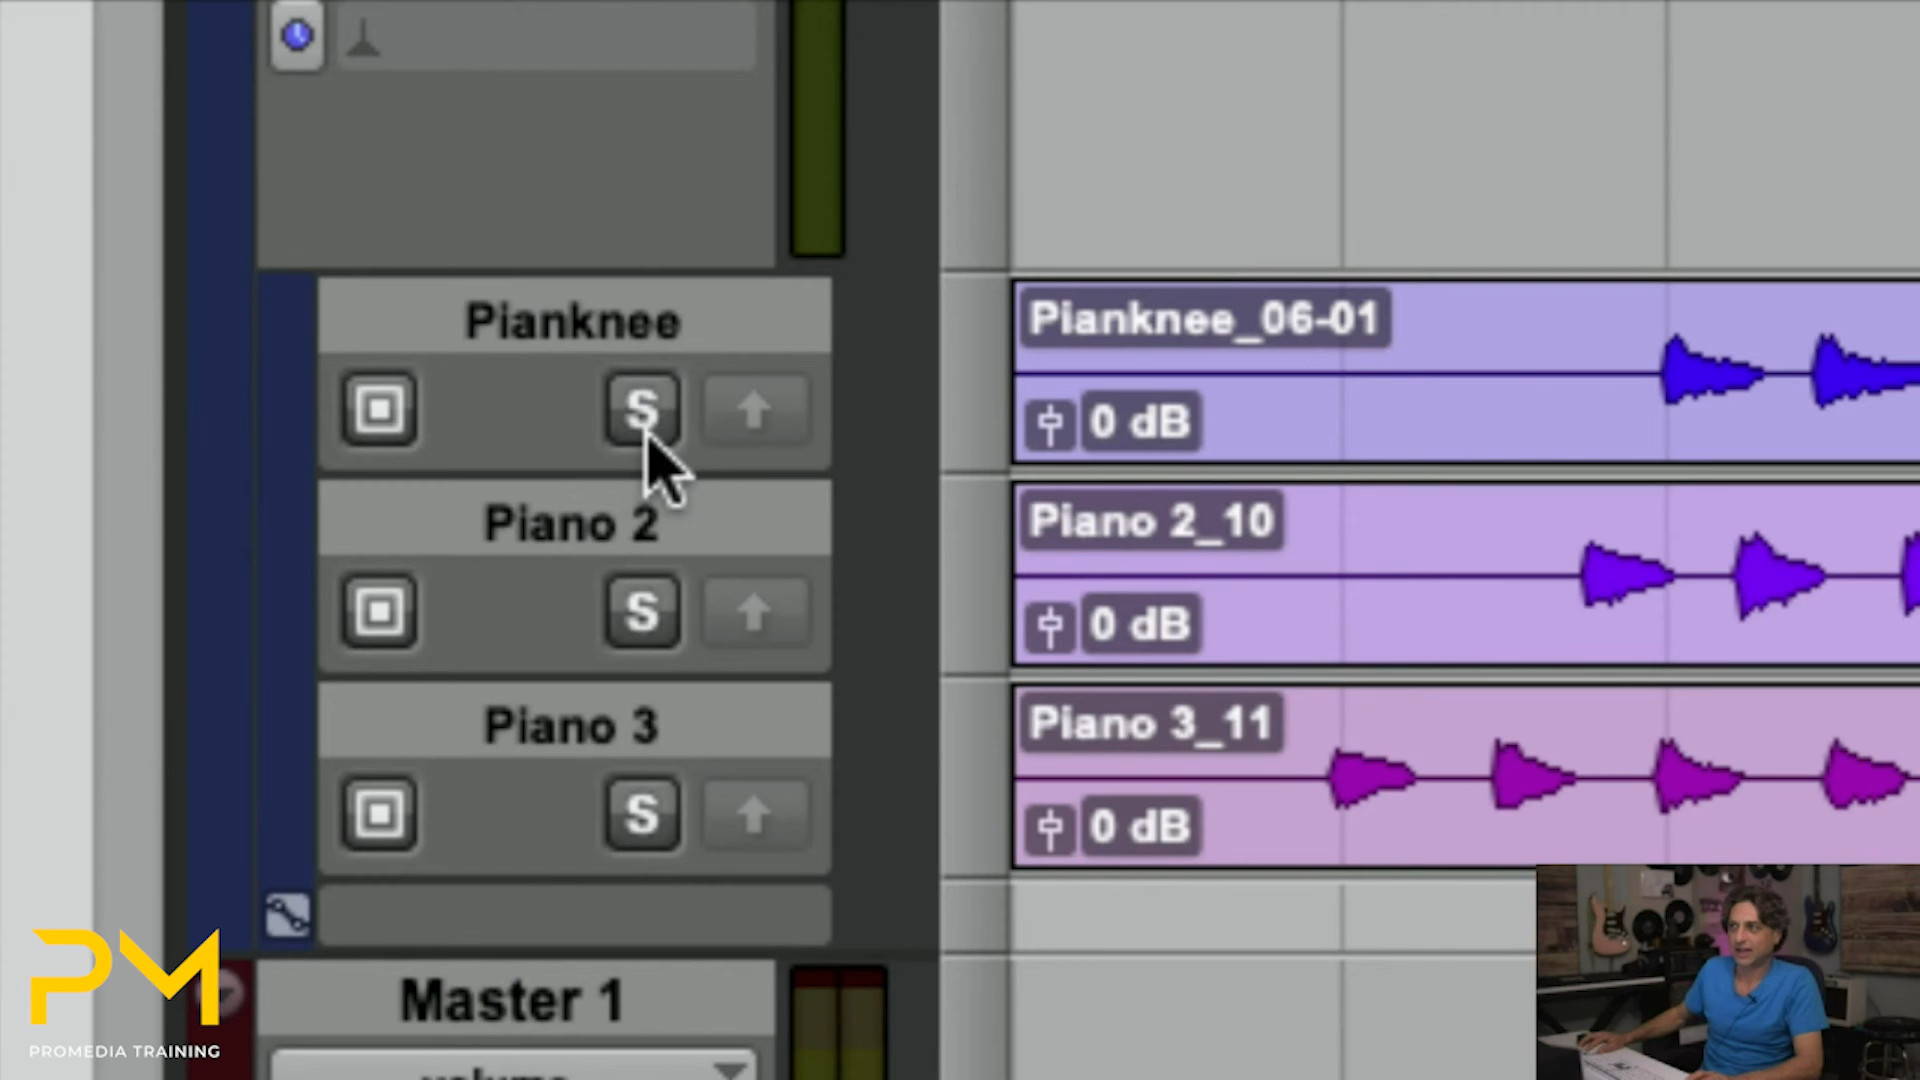 Pianknee
S
Pianknee_06-01
0 dB
Piano 2
S
Piano 2_10
0 dB
Piano 3
S
Piano 3_11
0 dB
Master 1
volume
PM
PROMEDIA TRAINING